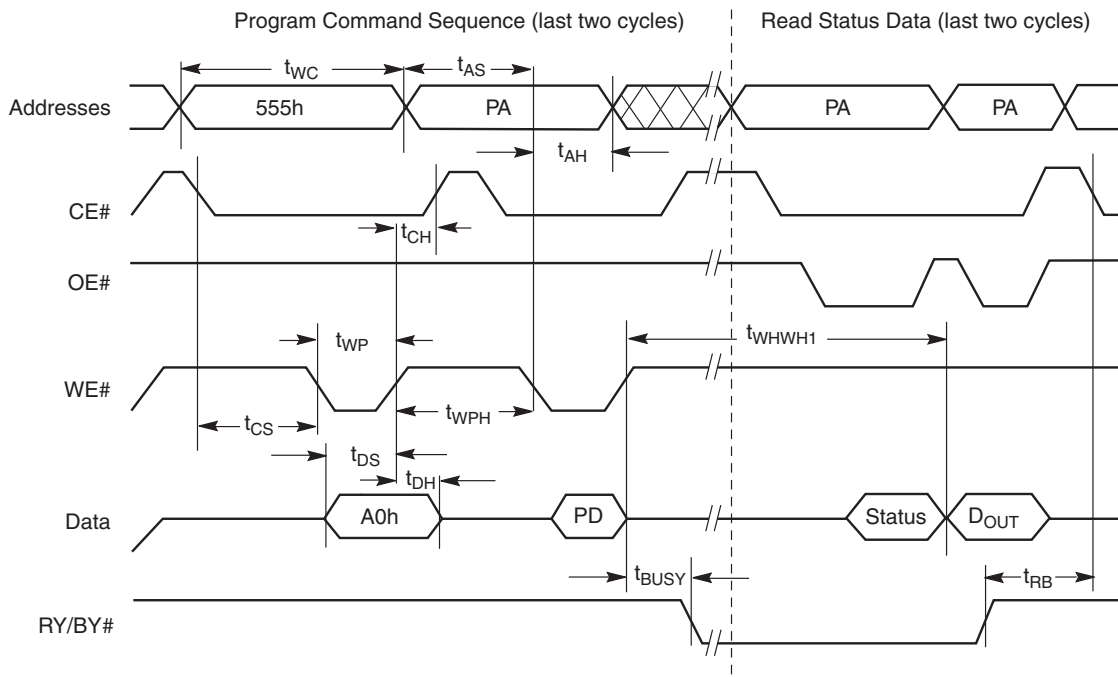 Program Command Sequence (last two cycles)
Read Status Data (last two cycles)
tWC
tAS
Addresses
555h
PA
PA
PA
tAH
CE#
tCH
OE#
tWP
tWHWH1
WE#
tCS
tWPH
tDS
tDH
Data
A0h
PD
Status
DOUT
tBUSY
tRB
RY/BY#